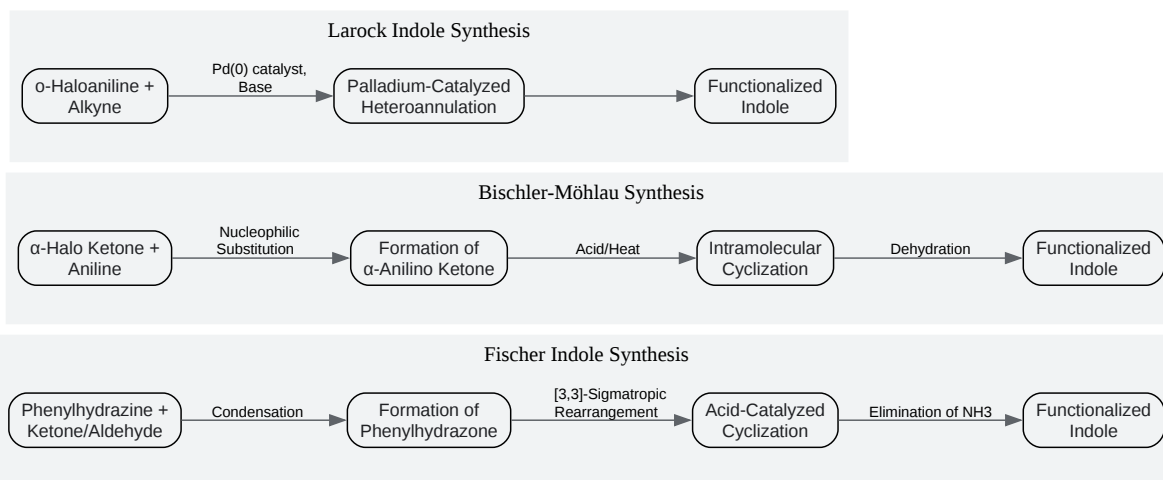 Larock Indole Synthesis
o-Haloaniline +
Alkyne
Pd(0) catalyst,
Base
Palladium-Catalyzed
Heteroannulation
Functionalized
Indole
Bischler-Möhlau Synthesis
α-Halo Ketone +
Aniline
Nucleophilic
Substitution
Formation of
α-Anilino Ketone
Acid/Heat
Intramolecular
Cyclization
Dehydration
Functionalized
Indole
Fischer Indole Synthesis
Phenylhydrazine +
Ketone/Aldehyde
Condensation
Formation of
Phenylhydrazone
[3,3]-Sigmatropic
Rearrangement
Acid-Catalyzed
Cyclization
Elimination of NH3
Functionalized
Indole